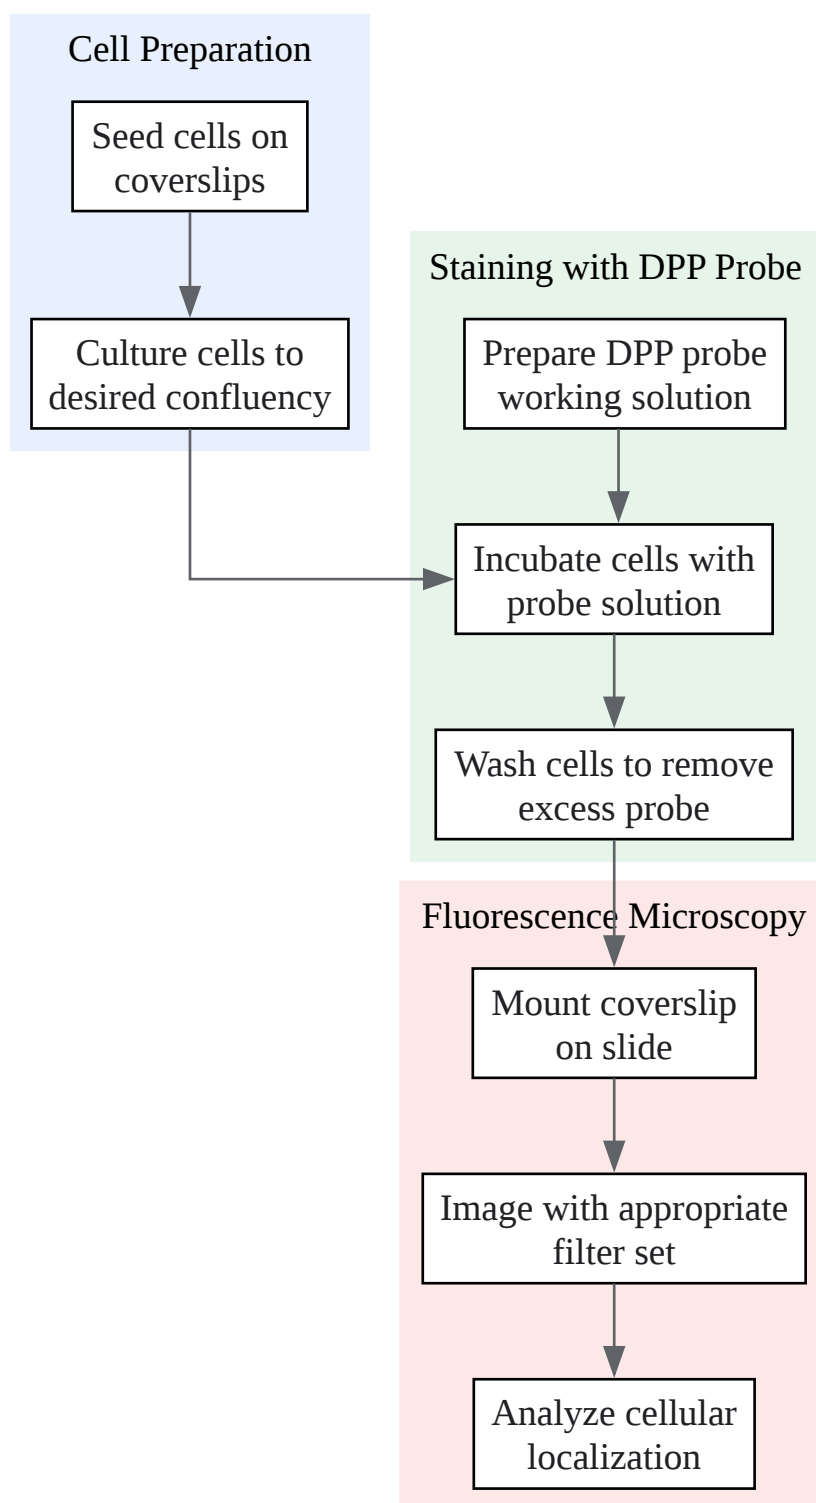 Cell Preparation
Seed cells on
coverslips
Culture cells to
desired confluency
Staining with DPP Probe
Prepare DPP probe
working solution
Incubate cells with
probe solution
Wash cells to remove
excess probe
Fluorescence Microscopy
Mount coverslip
on slide
Image with appropriate
filter set
Analyze cellular
localization